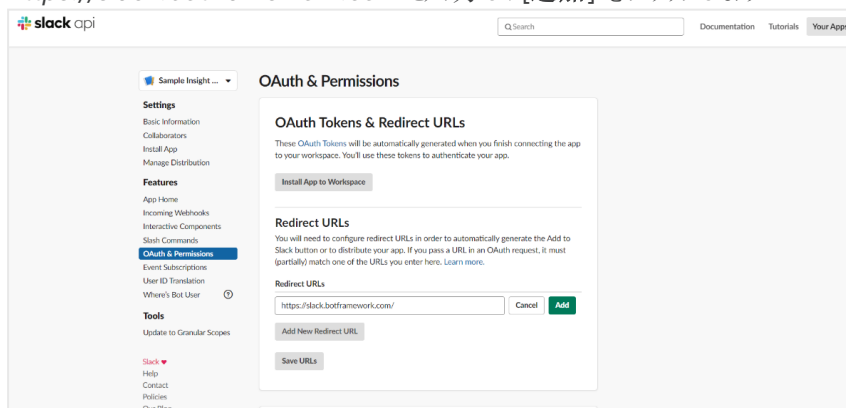 slack api
Search
Documentation Tutorials Your Apps
Sample Insight ...
OAuth & Permissions
Settings
Basic Information
Collaborators
Install App
Manage Distribution
Features
App Home
Incoming Webhooks
Interactive Components
Slash Commands
OAuth & Permissions
Event Subscriptions
User ID Translation
Where's Bot User
Tools
Update to Granular Scopes
Slack ♥
Help
Contact
Policies
OAuth Tokens & Redirect URLs
These OAuth Tokens will be automatically generated when you finish connecting the app
to your workspace. You'll use these tokens to authenticate your app.
Install App to Workspace
Redirect URLs
You will need to configure redirect URLs in order to automatically generate the Add to
Slack button or to distribute your app. If you pass a URL in an OAuth request, it must
(partially) match one of the URLs you enter here. Learn more.
Redirect URLs
https://slack.botframework.com/
Cancel Add
Add New Redirect URL
Save URLs